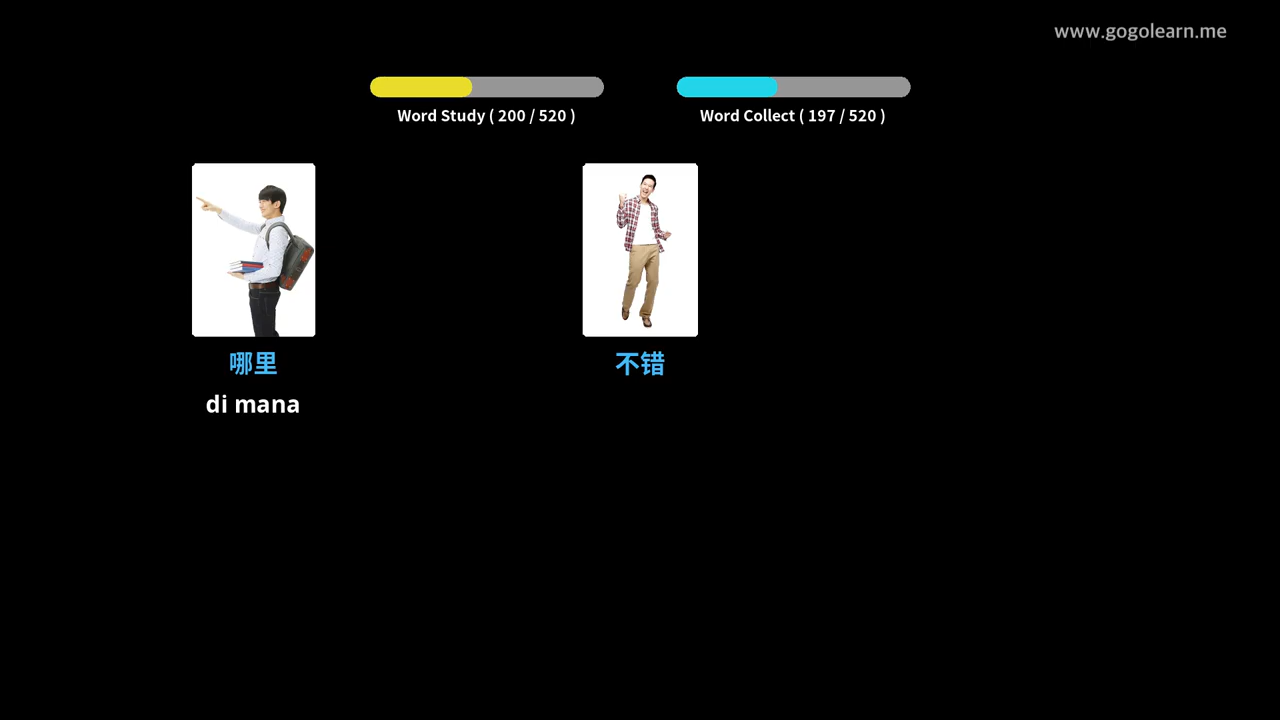 www.gogolearn.me
Word Study ( 200 / 520 )
Word Collect ( 197 / 520 )
哪里
不错
di mana